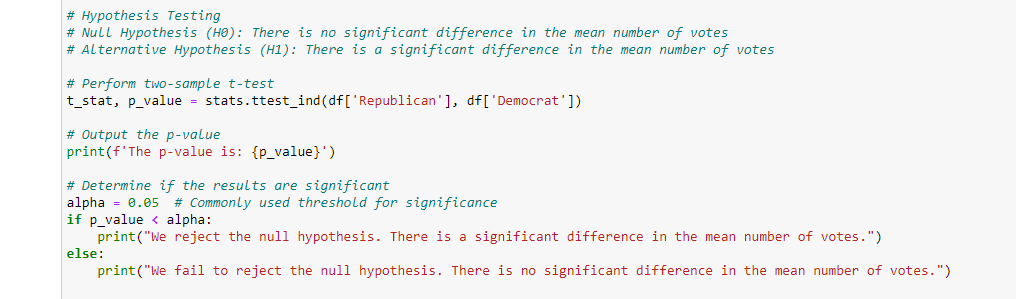 # Hypothesis Testing
# Null Hypothesis (H0): There is no significant difference in the mean number of votes
# Alternative Hypothesis (H1): There is a significant difference in the mean number of votes
# Perform two-sample t-test
t_stat, p_value = stats.ttest_ind(df['Republican'], df['Democrat'])
# Output the p-value
print(f'The p-value is: {p_value}')
# Determine if the results are significant
alpha = 0.05  # Commonly used threshold for significance
if p_value < alpha:
    print("We reject the null hypothesis. There is a significant difference in the mean number of votes.")
else:
    print("We fail to reject the null hypothesis. There is no significant difference in the mean number of votes.")